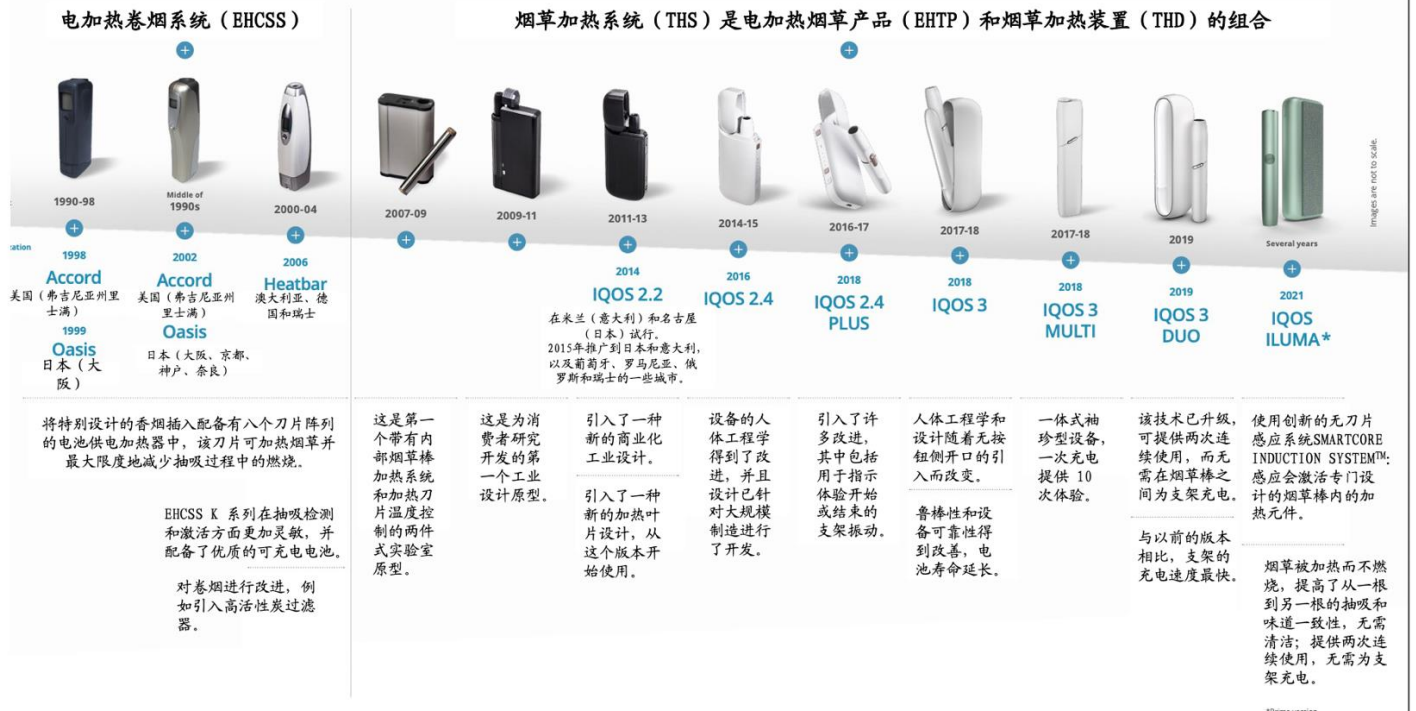 电加热卷烟系统（EHCSS）
烟草加热系统（THS）是电加热烟草产品（EHTP）和烟草加热装置（THD）的组合
1990-98
Middle of
1990s
2000-04
2007-09
2009-11
2011-13
2014-15
2016-17
2017-18
2017-18
2019
Several years
Images are not to scale.
1998
Accord
美国（弗吉尼亚州里
士满）
1999
Oasis
日本（大
阪）
2002
Accord
美国（弗吉尼亚州
里士满）
Oasis
日本（大阪、京都、
神户、奈良）
2006
Heatbar
澳大利亚、德
国和瑞士
2014
IQOS 2.2
在米兰（意大利）和名古屋
（日本）试行。
2015年推广到日本和意大利，
以及葡萄牙、罗马尼亚、俄
罗斯和瑞士的一些城市。
2016
IQOS 2.4
2018
IQOS 2.4
PLUS
2018
IQOS 3
2018
IQOS 3
MULTI
2019
IQOS 3
DUO
2021
IQOS
ILUMA*
将特别设计的香烟插入配备有八个刀片阵列
的电池供电加热器中，该刀片可加热烟草并
最大限度地减少抽吸过程中的燃烧。
EHCSS K 系列在抽吸检测
和激活方面更加灵敏，并
配备了优质的可充电电池。
对卷烟进行改进，例
如引入高活性炭过滤
器。
这是第一
个带有内
部烟草棒
加热系统
和加热刀
片温度控
制的两件
式实验室
原型。
这是为消
费者研究
开发的第
一个工业
设计原型。
引入了一种
新的商业化
工业设计。
引入了一种
新的加热叶
片设计，从
这个版本开
始使用。
设备的人
体工程学
得到了改
进，并且
设计已针
对大规模
制造进行
了开发。
引入了许
多改进，
其中包括
用于指示
体验开始
或结束的
支架振动。
人体工程学和
设计随着无按
钮侧开口的引
入而改变。
鲁棒性和设
备可靠性得
到改善，电
池寿命延长。
一体式袖
珍型设备，
一次充电
提供 10
次体验。
该技术已升级，
可提供两次连
续使用，而无
需在烟草棒之
间为支架充电。
与以前的版本
相比，支架的
充电速度最快。
使用创新的无刀片
感应系统SMARTCORE
INDUCTION SYSTEM™:
感应会激活专门设
计的烟草棒内的加
热元件。
烟草被加热而不燃
烧，提高了从一根
到另一根的抽吸和
味道一致性，无需
清洁；提供两次连
续使用，无需为支
架充电。